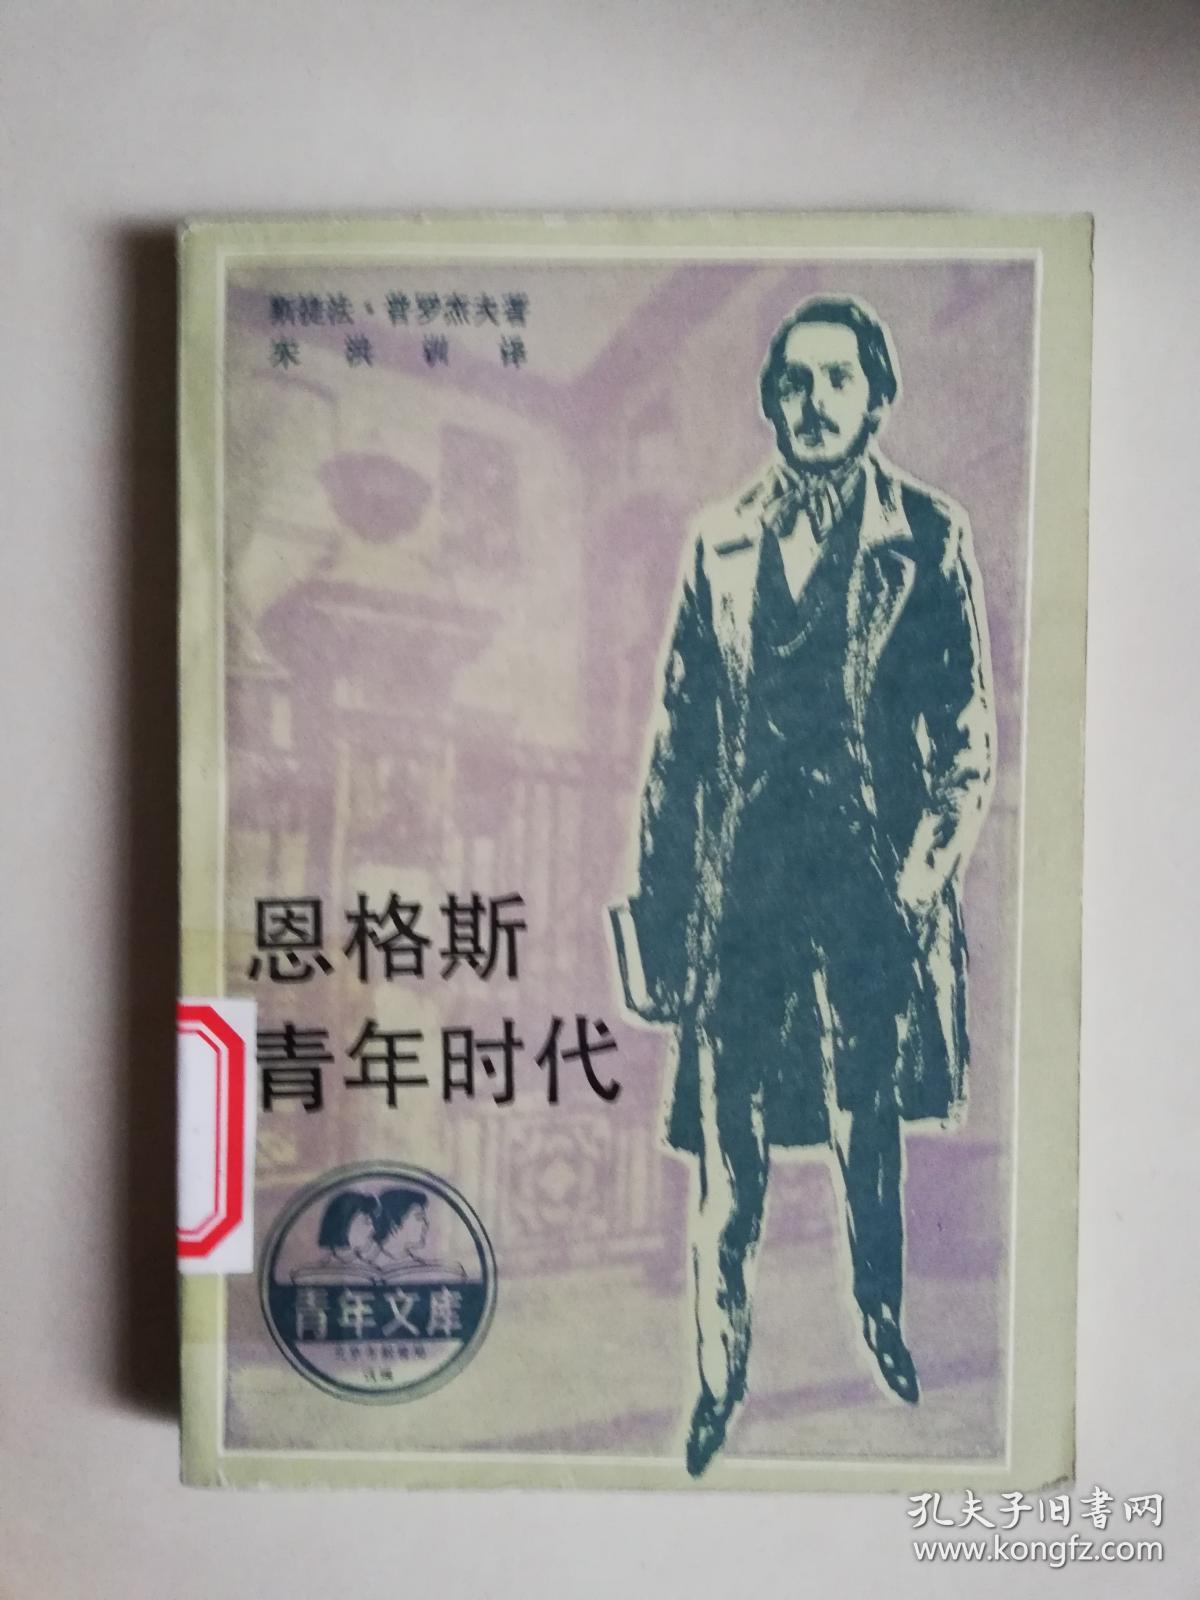 斯捷法·普罗杰夫著
宋洪训译
恩格斯
青年时代
青年文库
孔夫子旧书网
www.kongfz.com